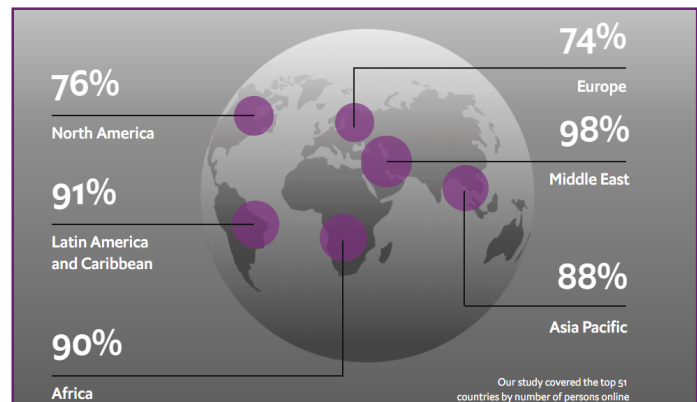 76%
North America
91%
Latin America
and Caribbean
90%
Africa
74%
Europe
98%
Middle East
88%
Asia Pacific
Our study covered the top 51
countries by number of persons online